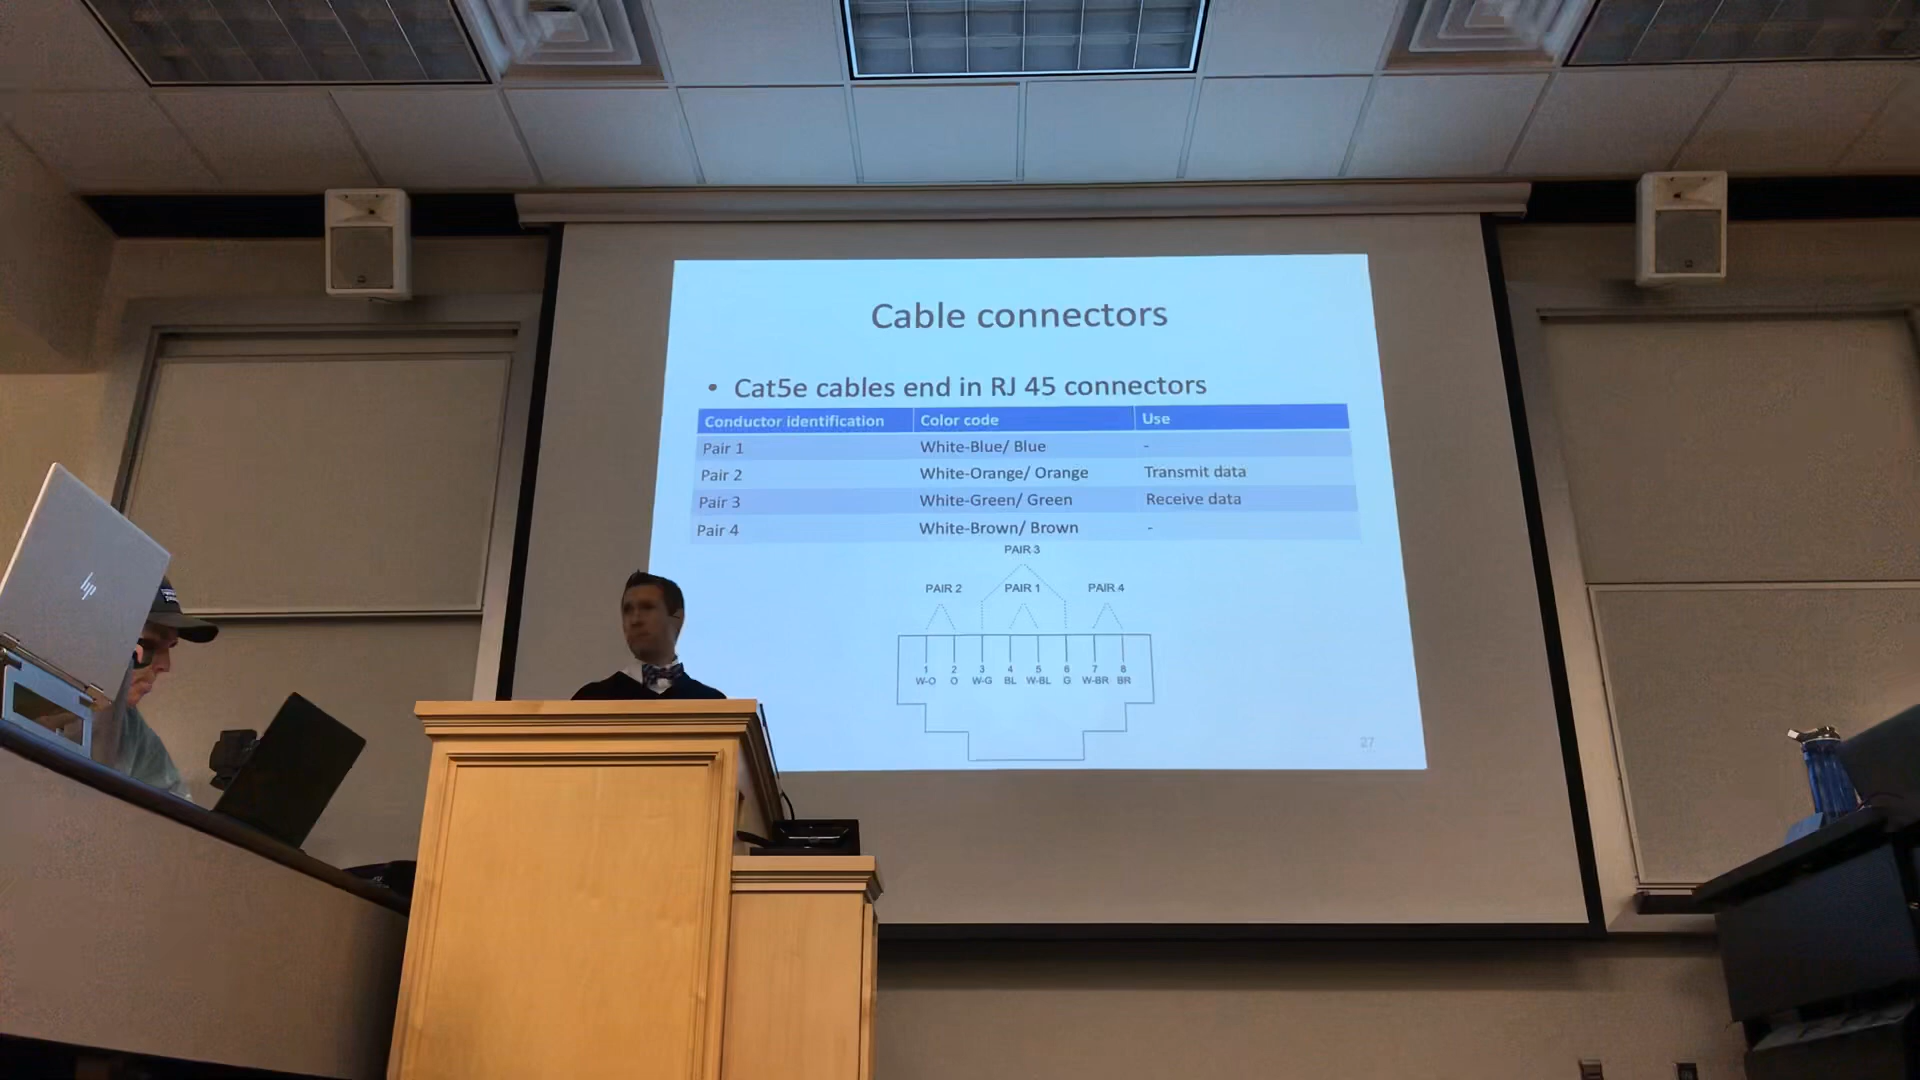 Cable connectors
• Cat5e cables end in RJ 45 connectors
Conductor identification Color code Use
Pair 1 White-Blue/ Blue -
Pair 2 White-Orange/ Orange Transmit data
Pair 3 White-Green/ Green Receive data
Pair 4 White-Brown/ Brown -
PAIR 3
PAIR 2 PAIR 1 PAIR 4
1 2 3 4 5 6 7 8
W-O O W-G BL W-BL G W-BR BR
27
hp